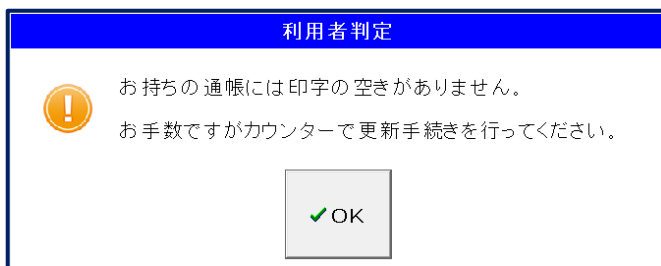 利用者判定
お持ちの通帳には印字の空きがありません。
お手数ですがカウンターで更新手続きを行ってください。
OK